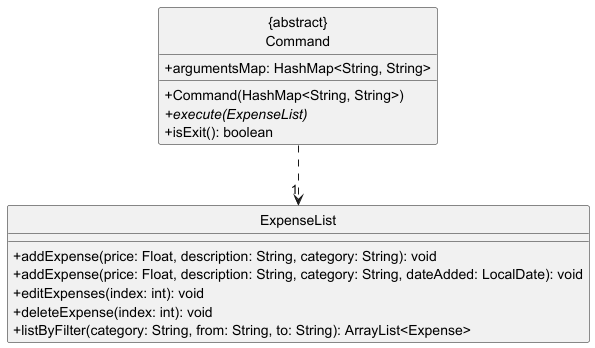 {abstract}
Command
+argumentsMap: HashMap<String, String>
+Command(HashMap<String, String>)
+execute(ExpenseList)
+isExit(): boolean
1
ExpenseList
+addExpense(price: Float, description: String, category: String): void
+addExpense(price: Float, description: String, category: String, dateAdded: LocalDate): void
+editExpenses(index: int): void
+deleteExpense(index: int): void
+listByFilter(category: String, from: String, to: String): ArrayList<Expense>